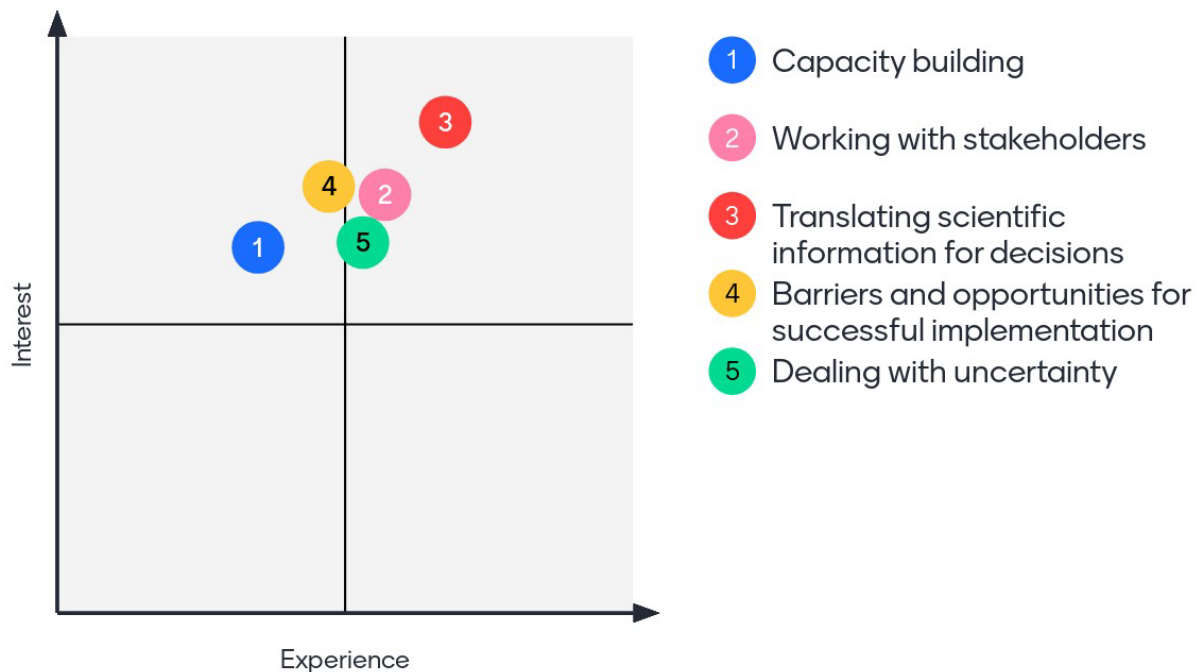 3
4
2
5
1
Interest
Experience
1 Capacity building
2 Working with stakeholders
3 Translating scientific
information for decisions
4 Barriers and opportunities for
successful implementation
5 Dealing with uncertainty